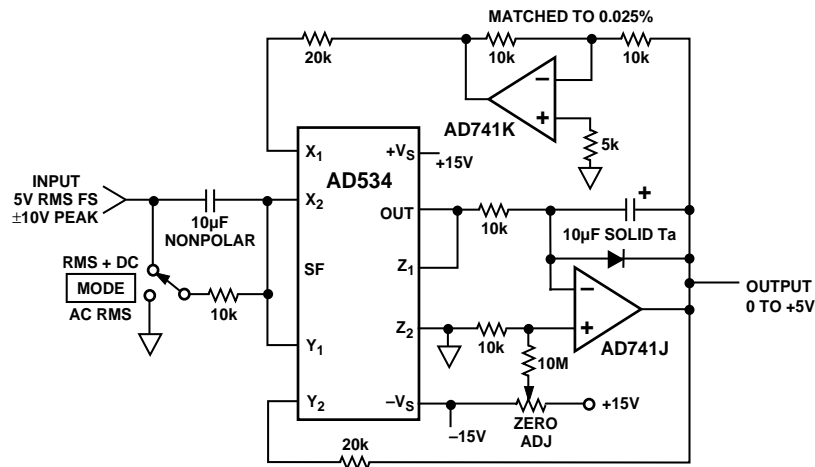 MATCHED TO 0.025%
20k
10k
10k
AD741K
5k
INPUT
5V RMS FS
±10V PEAK
10µF
NONPOLAR
RMS + DC
MODE
AC RMS
10k
AD534
X1
X2
SF
Y1
Y2
+VS
OUT
Z1
Z2
–VS
+15V
10k
10µF SOLID Ta
10k
10M
AD741J
OUTPUT
0 TO +5V
–15V
ZERO
ADJ
+15V
20k